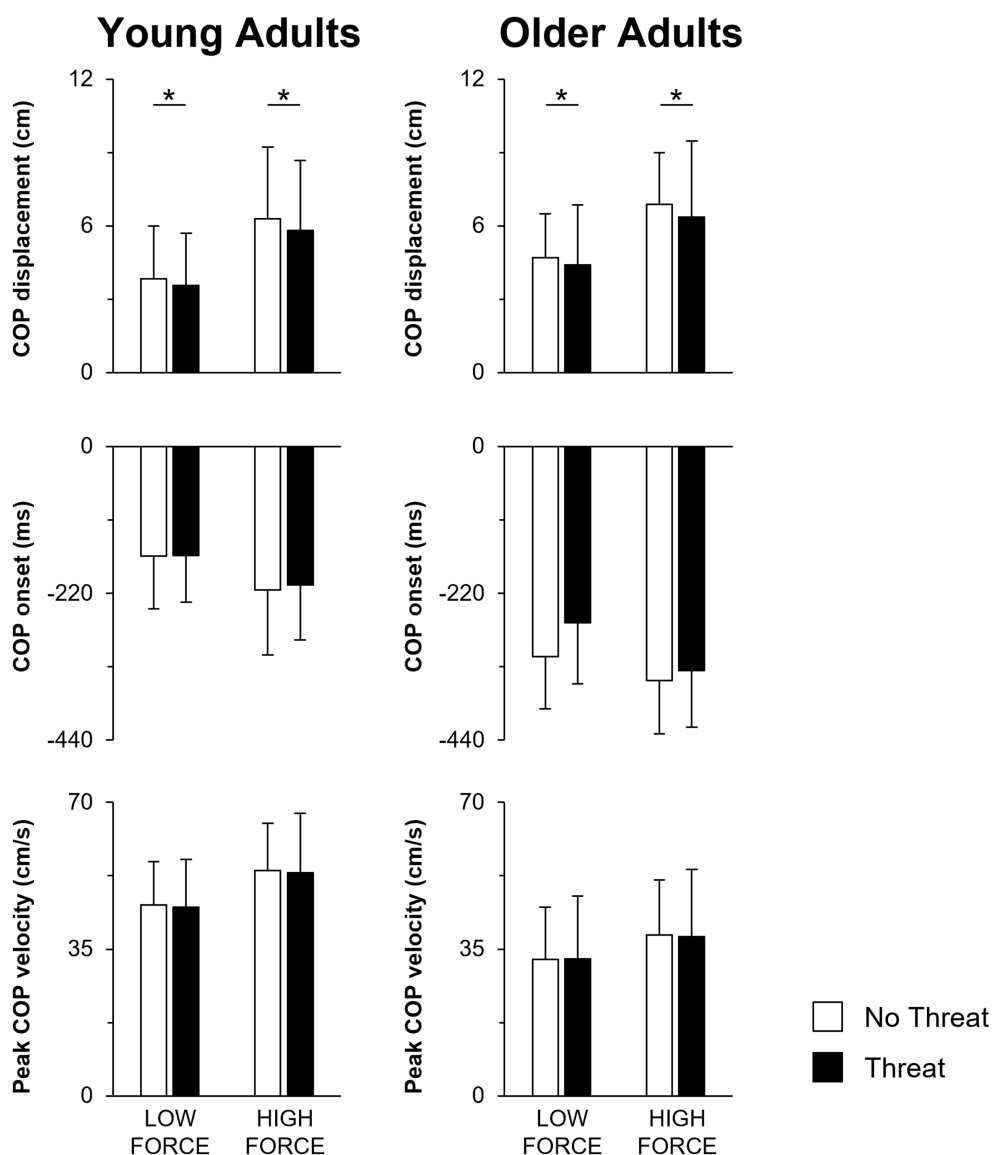 Young Adults
Older Adults
COP displacement (cm)
12
6
0
*
*
COP displacement (cm)
12
6
0
*
*
COP onset (ms)
0
-220
-440
COP onset (ms)
0
-220
-440
Peak COP velocity (cm/s)
70
35
0
LOW
FORCE
HIGH
FORCE
Peak COP velocity (cm/s)
70
35
0
LOW
FORCE
HIGH
FORCE
No Threat
Threat